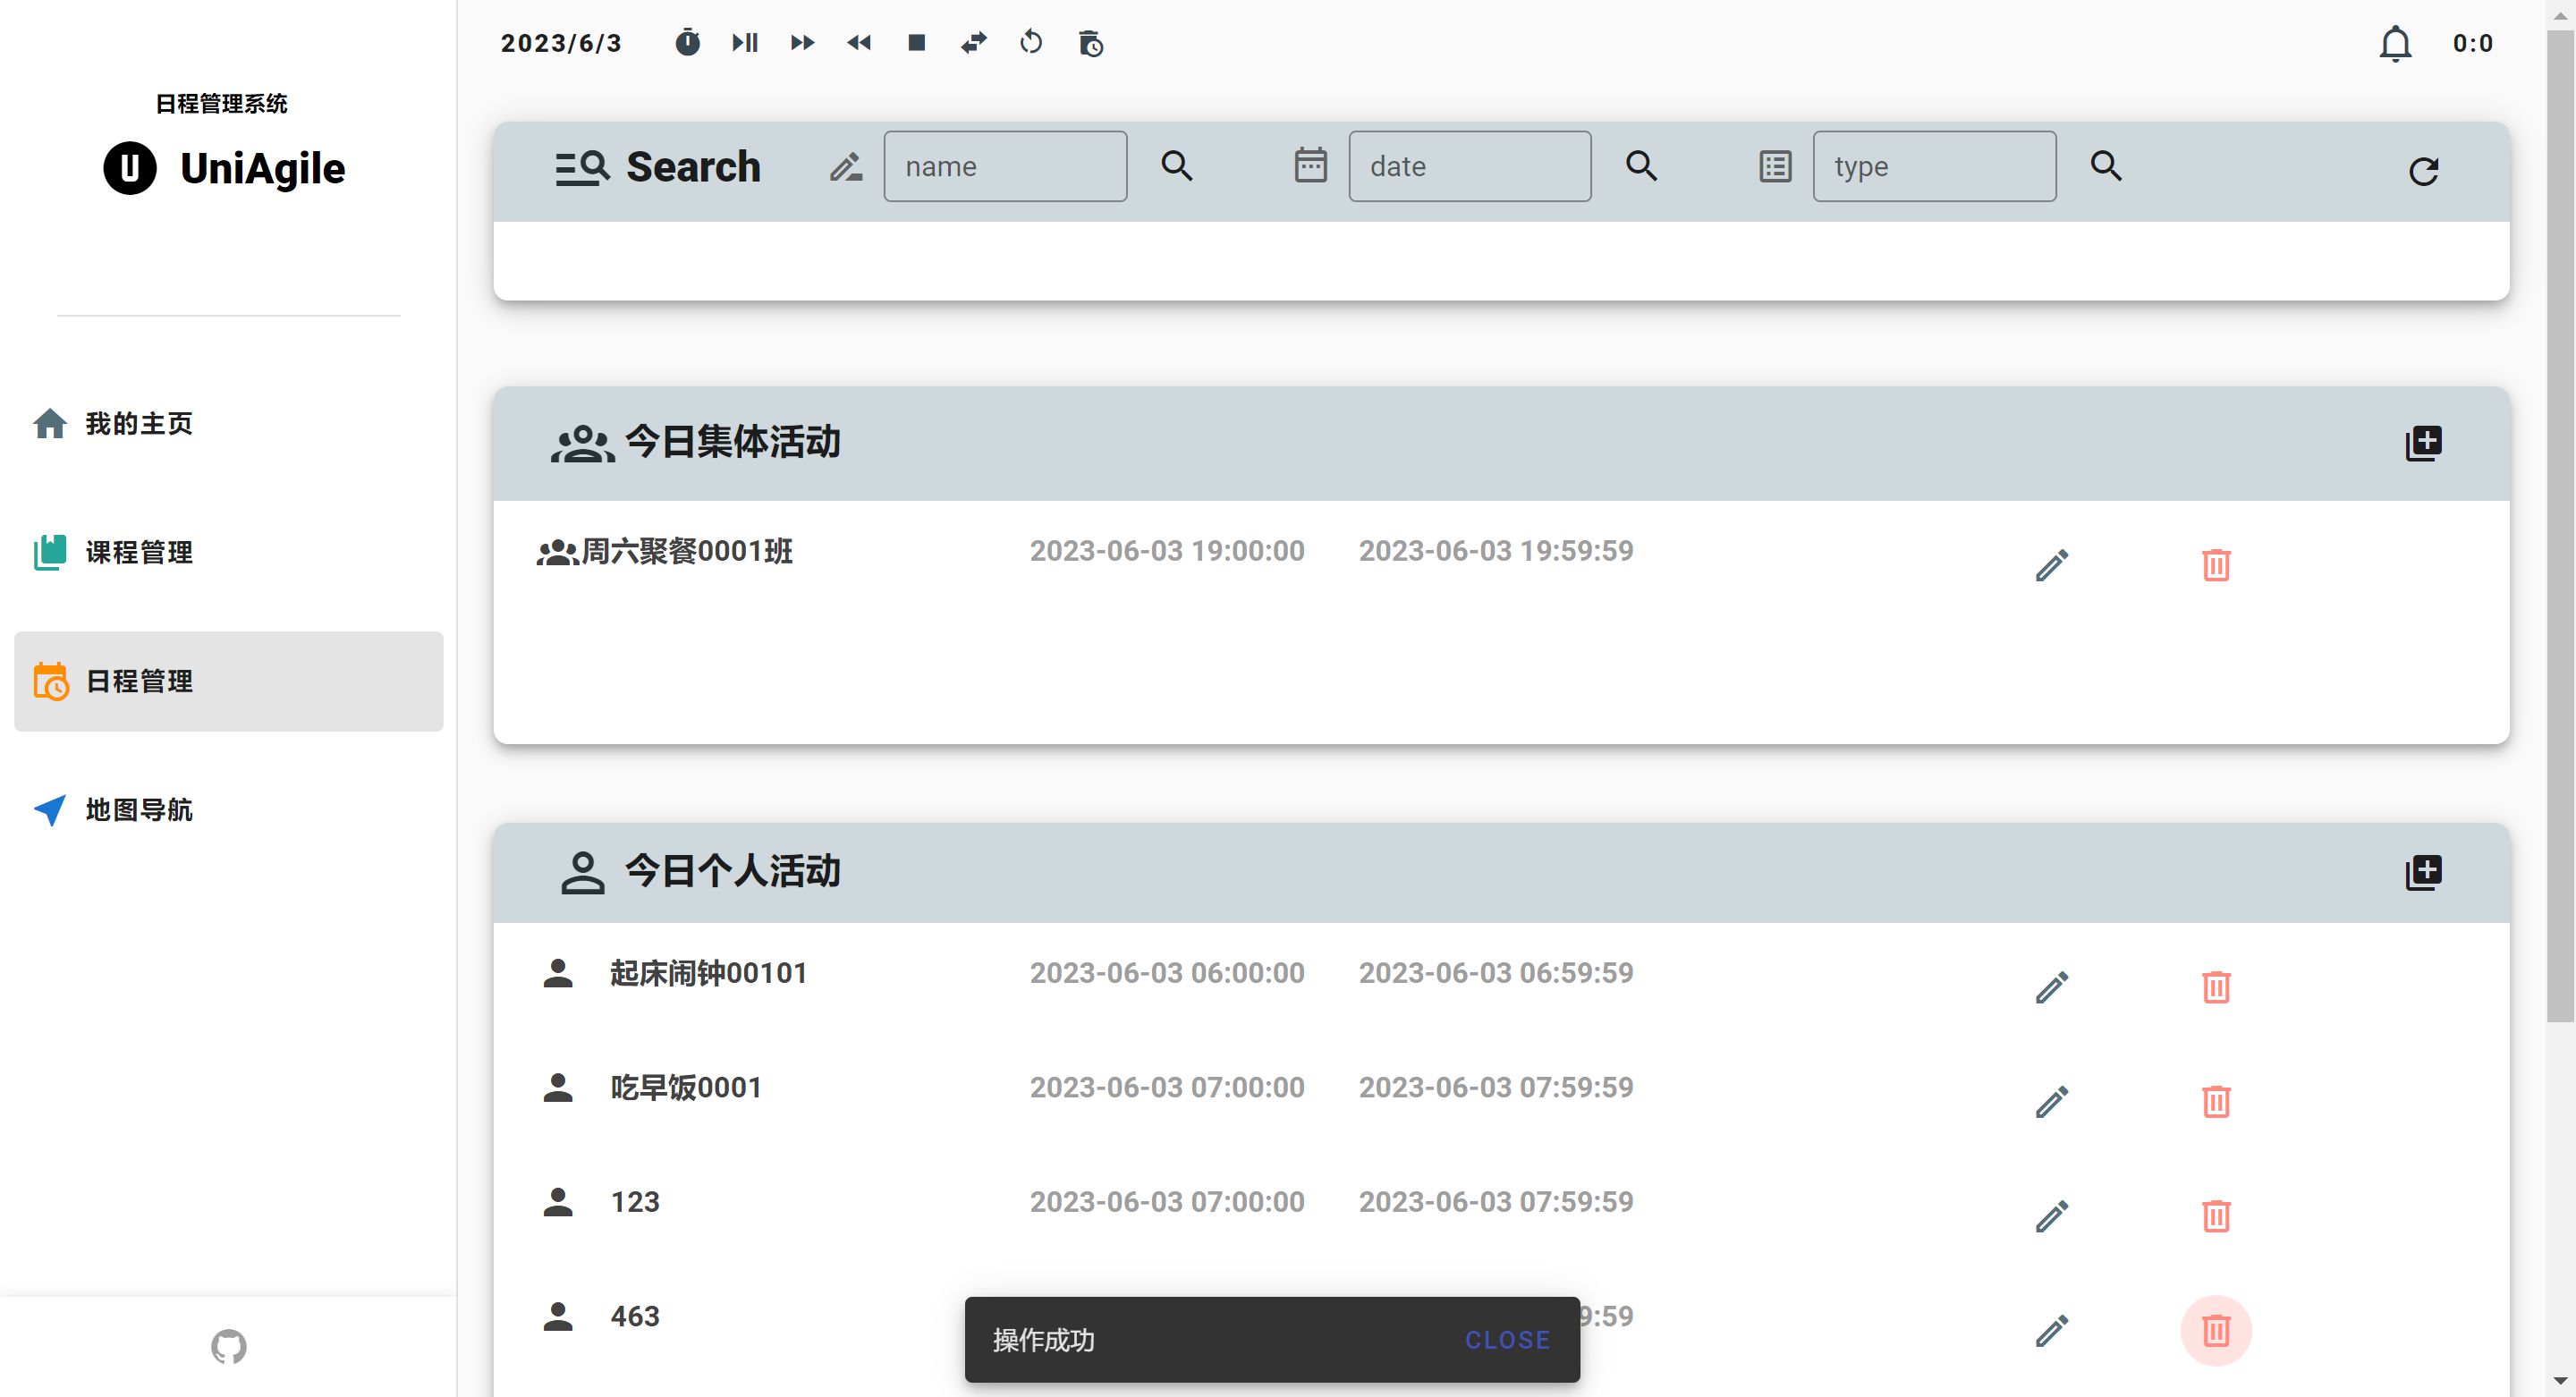 日程管理系统
U UniAgile
我的主页
课程管理
日程管理
地图导航
2023/6/3
0:0
Search name date type
今日集体活动
周六聚餐0001班 2023-06-03 19:00:00 2023-06-03 19:59:59
今日个人活动
起床闹钟00101 2023-06-03 06:00:00 2023-06-03 06:59:59
吃早饭0001 2023-06-03 07:00:00 2023-06-03 07:59:59
123 2023-06-03 07:00:00 2023-06-03 07:59:59
463 9:59
操作成功 CLOSE